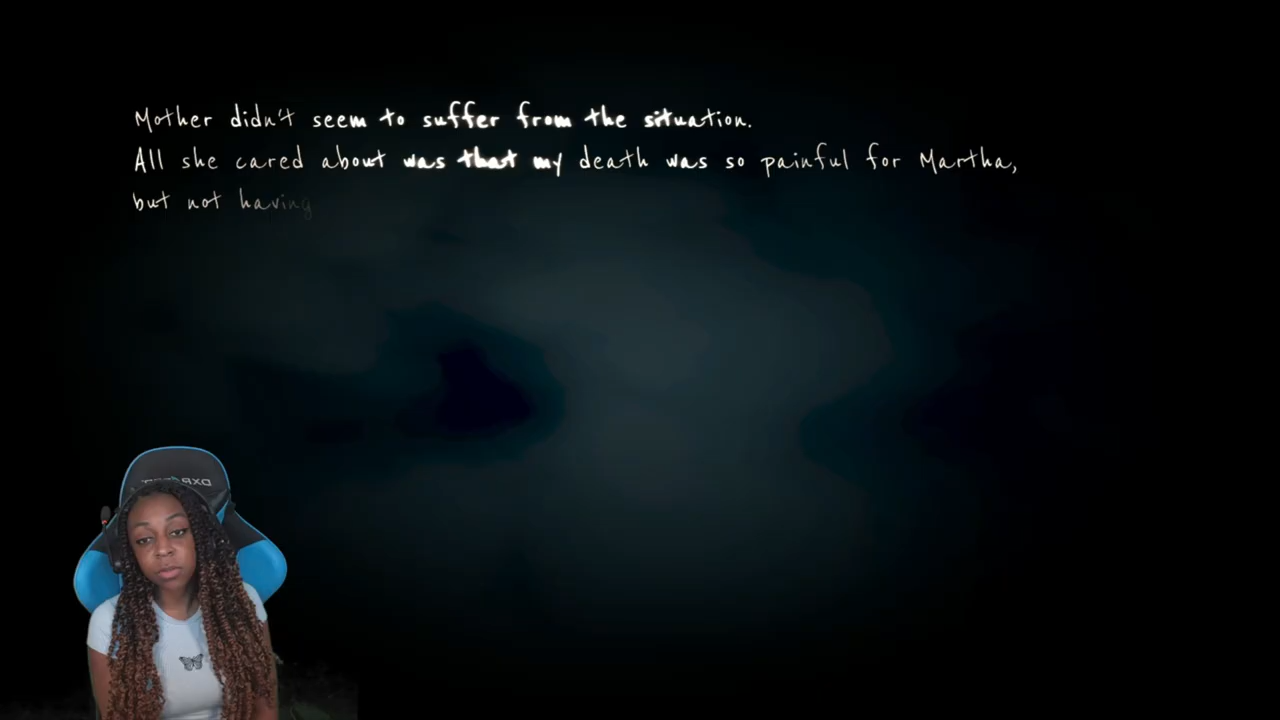 Mother didn't seem to suffer from the situation.
All she cared about was that my death was so painful for Martha,
but not having